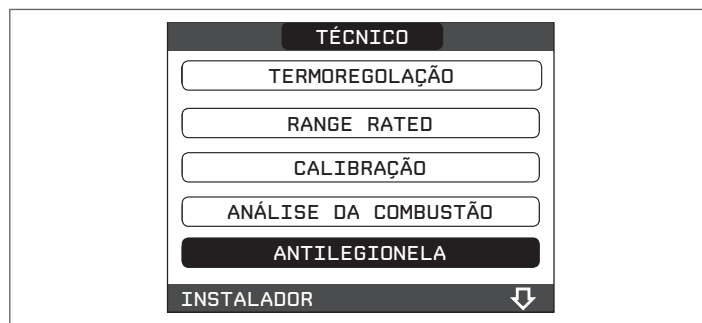 TÉCNICO
TERMOREGOLAÇÃO
RANGE RATED
CALIBRAÇÃO
ANÁLISE DA COMBUSTÃO
ANTILEGIONELA
INSTALADOR